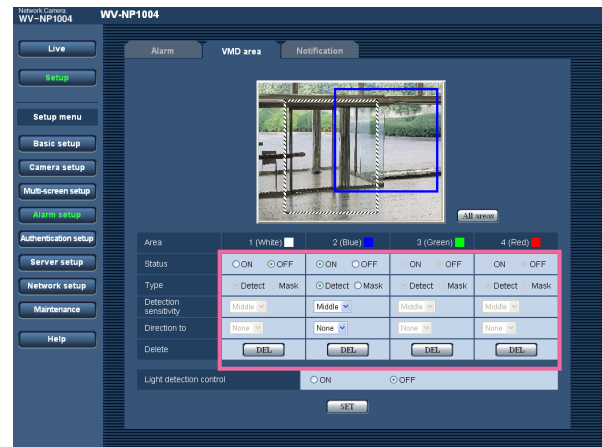 Network Camera
WV-NP1004
WV-NP1004
Live
Setup
Setup menu
Basic setup
Camera setup
Multi-screen setup
Alarm setup
Authentication setup
Server setup
Network setup
Maintenance
Help
Alarm VMD area Notification
All areas
Area 1 (White) 2 (Blue) 3 (Green) 4 (Red)
Status ON OFF ON OFF ON OFF ON OFF
Type Detect Mask Detect Mask Detect Mask Detect Mask
Detection
sensitivity
Middle Middle Middle Middle
Direction to None None None None
Delete DEL DEL DEL DEL
Light detection control ON OFF
SET